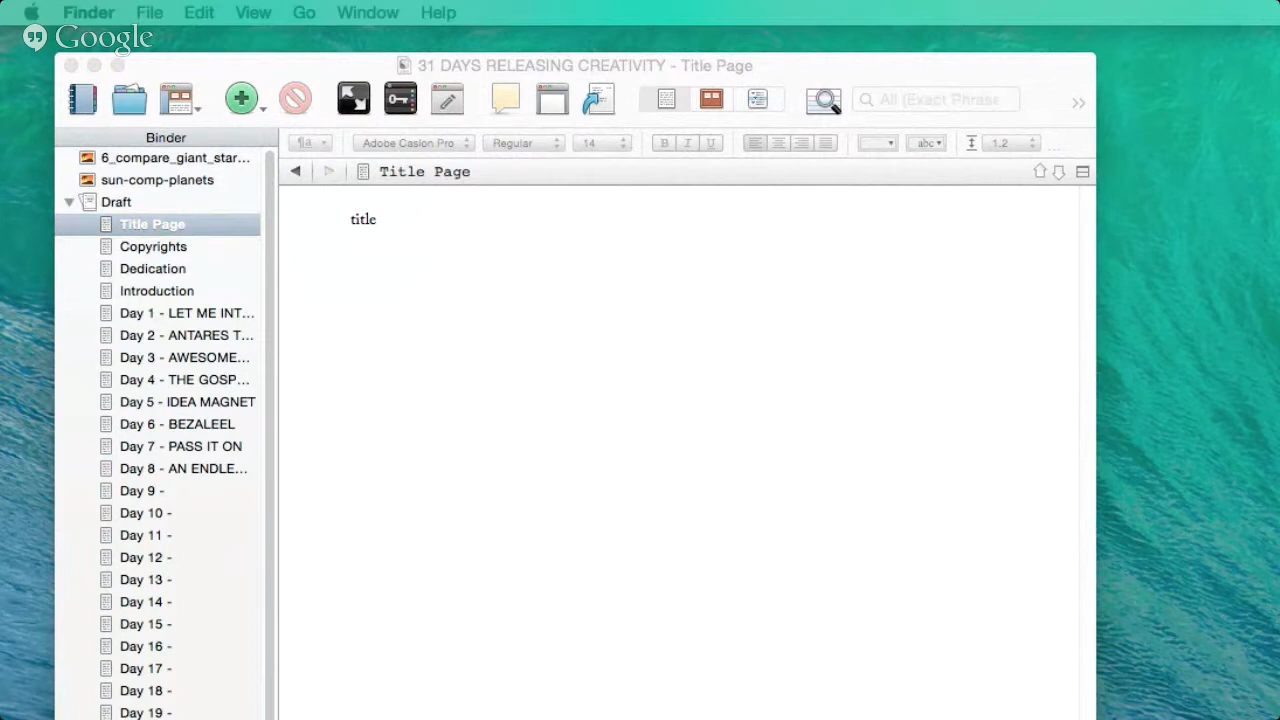 Finder File Edit View Go Window Help
Google
31 DAYS RELEASING CREATIVITY - Title Page
All (Exact Phrase
Binder
Adobe Caslon Pro Regular 14 B I U abc 1.2
6_compare_giant_star...
Title Page
sun-comp-planets
Draft
Title Page
title
Copyrights
Dedication
Introduction
Day 1 - LET ME INT...
Day 2 - ANTARES T...
Day 3 - AWESOME...
Day 4 - THE GOSP...
Day 5 - IDEA MAGNET
Day 6 - BEZALEEL
Day 7 - PASS IT ON
Day 8 - AN ENDLE...
Day 9 -
Day 10 -
Day 11 -
Day 12 -
Day 13 -
Day 14 -
Day 15 -
Day 16 -
Day 17 -
Day 18 -
Day 19 -